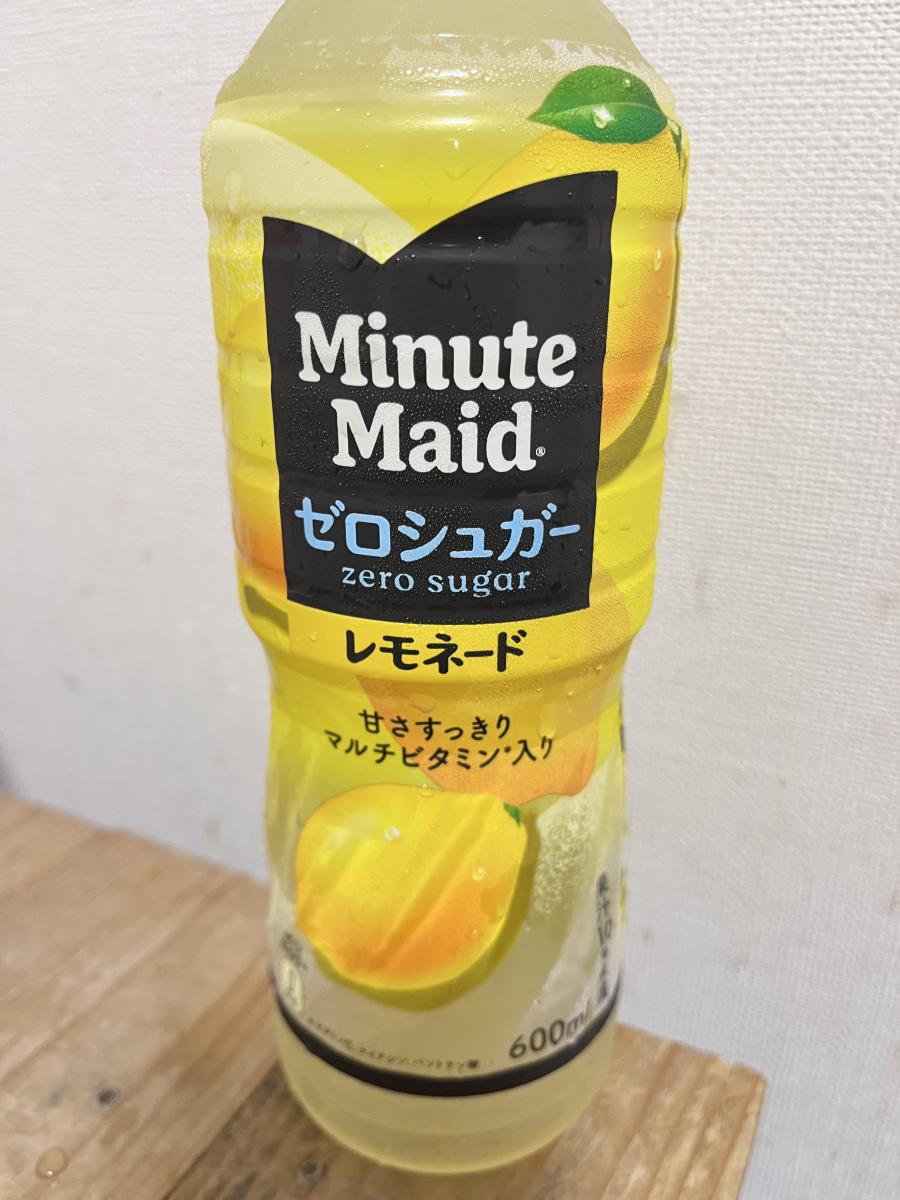 Minute
Maid®
ゼロシュガー
zero sugar
レモネード
甘さすっきり
マルチビタミン*入り
600ml